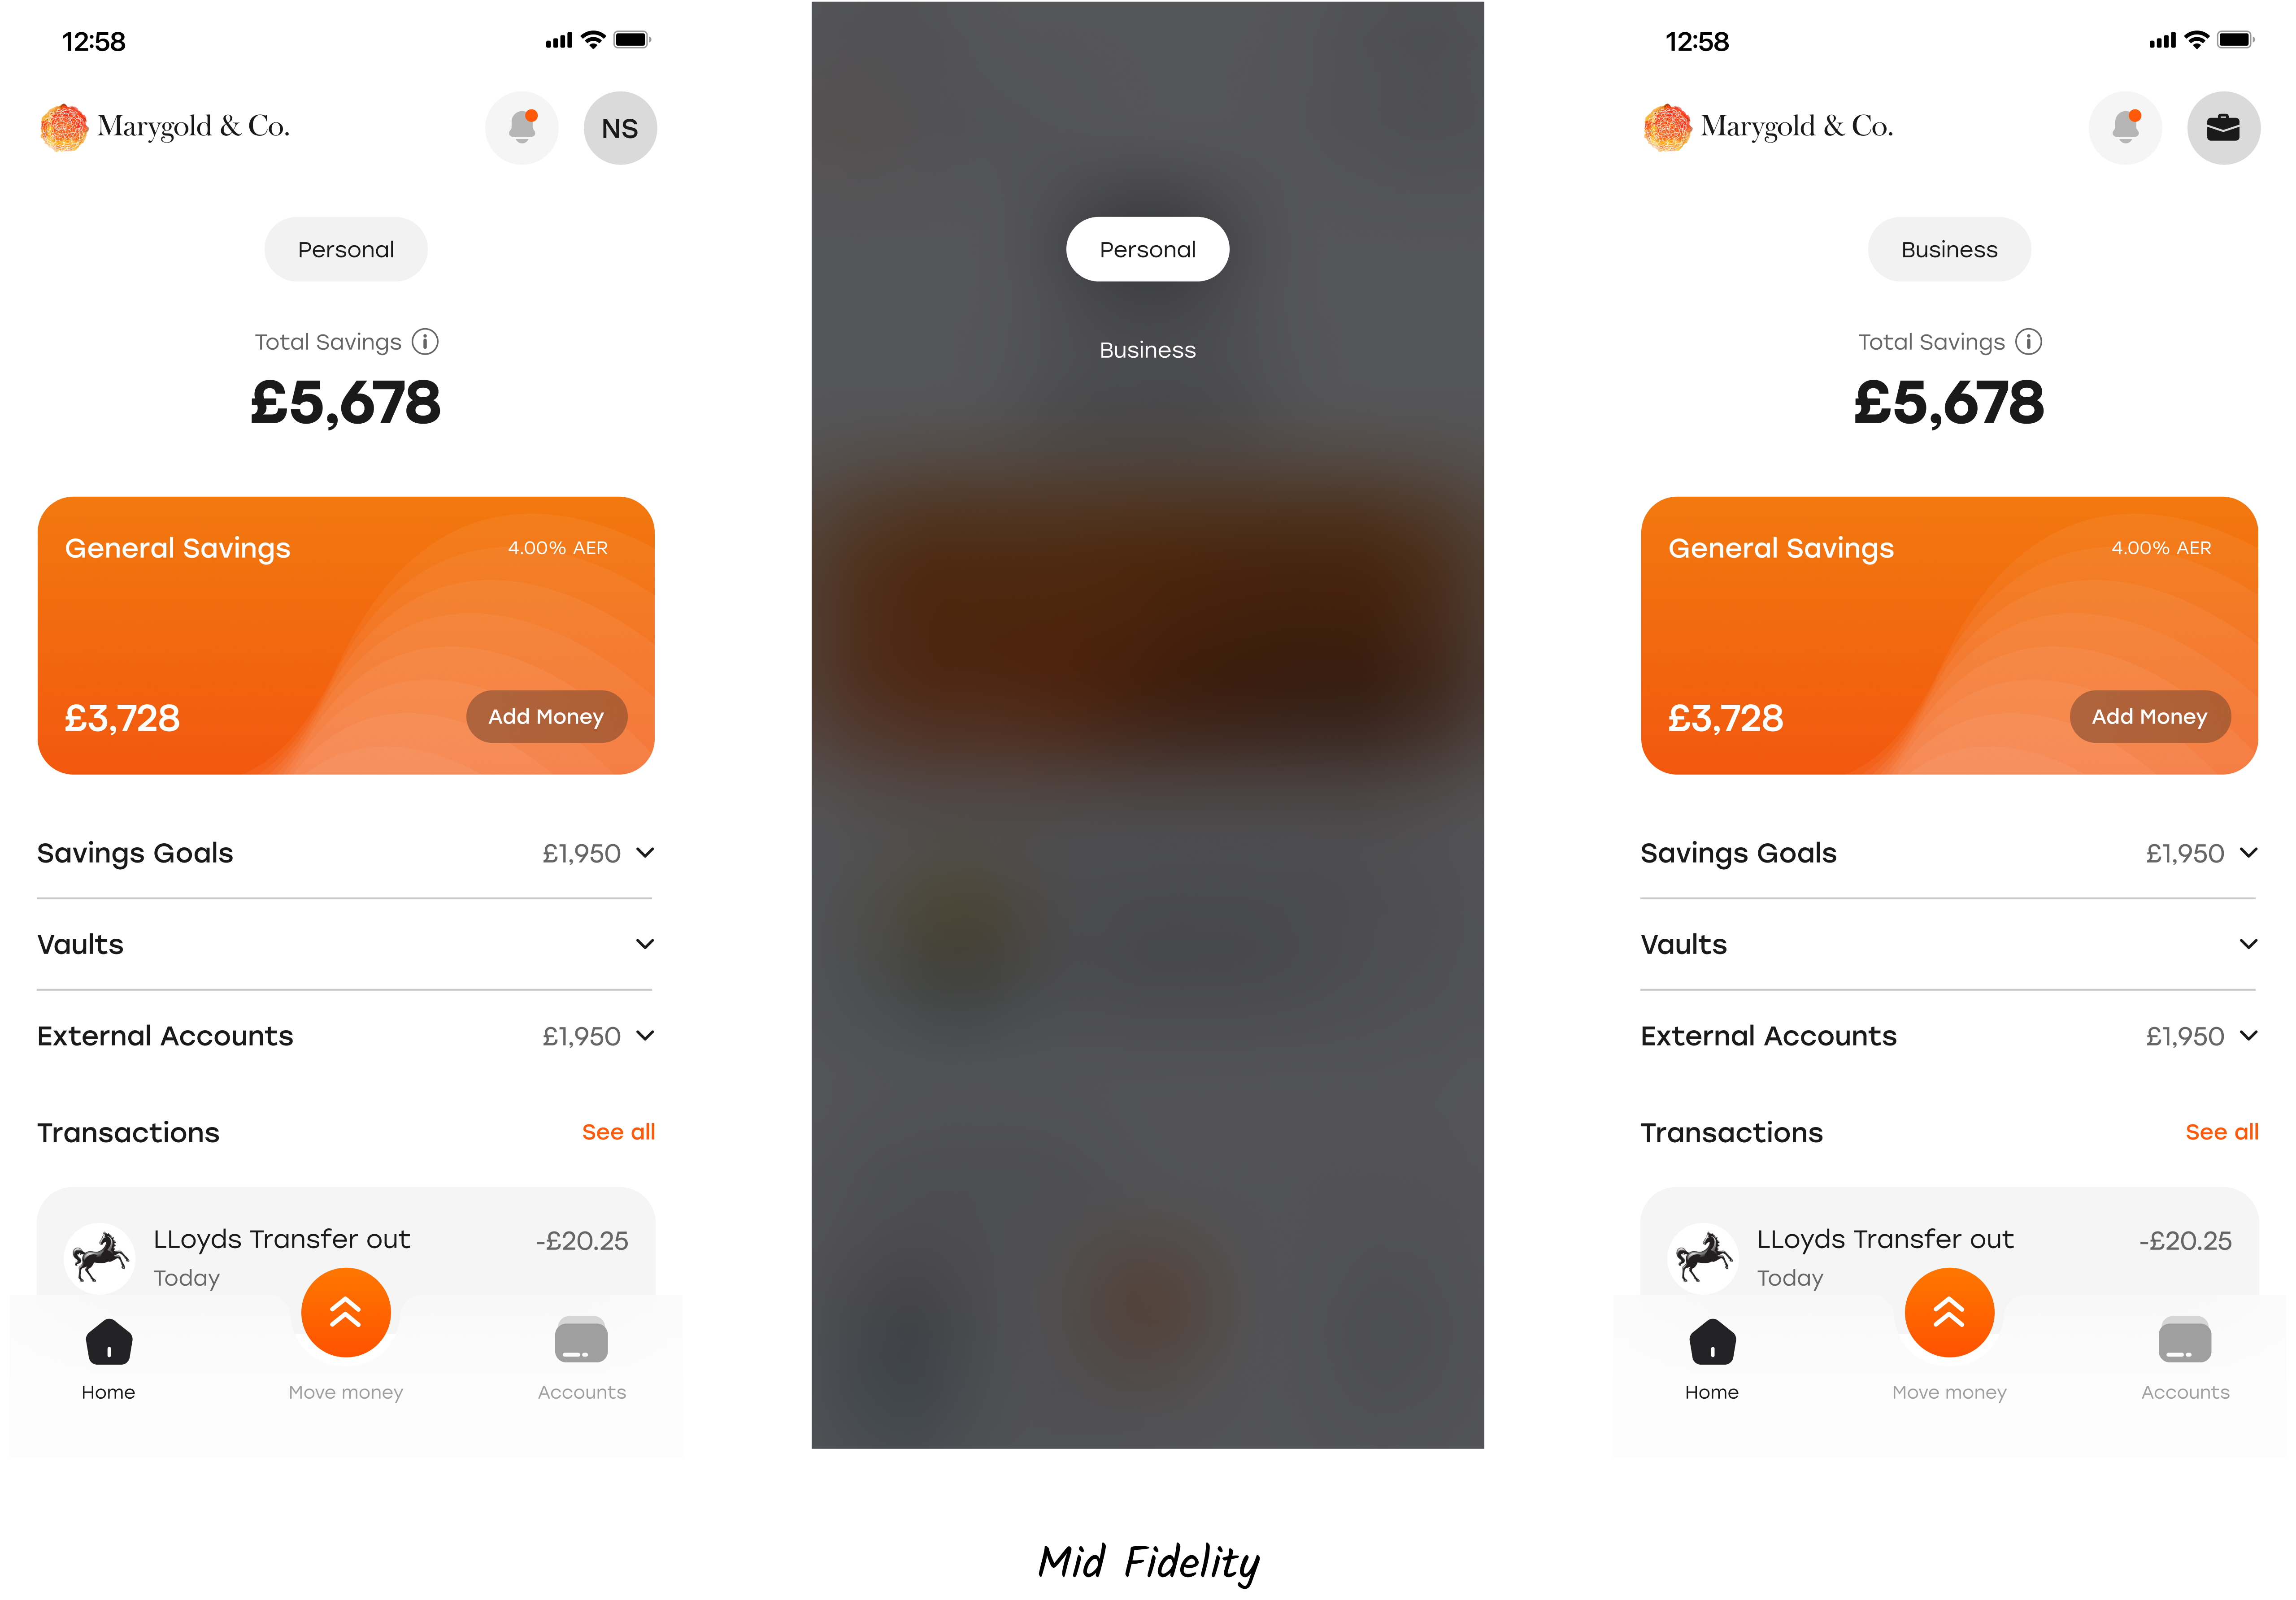 12:58
Marygold & Co.
NS
Personal
Total Savings
£5,678
General Savings
4.00% AER
£3,728
Add Money
Savings Goals
£1,950
Vaults
External Accounts
£1,950
Transactions
See all
LLoyds Transfer out
-£20.25
Today
Home
Move money
Accounts
Personal
Business
12:58
Marygold & Co.
Business
Total Savings
£5,678
General Savings
4.00% AER
£3,728
Add Money
Savings Goals
£1,950
Vaults
External Accounts
£1,950
Transactions
See all
LLoyds Transfer out
-£20.25
Today
Home
Move money
Accounts
Mid Fidelity